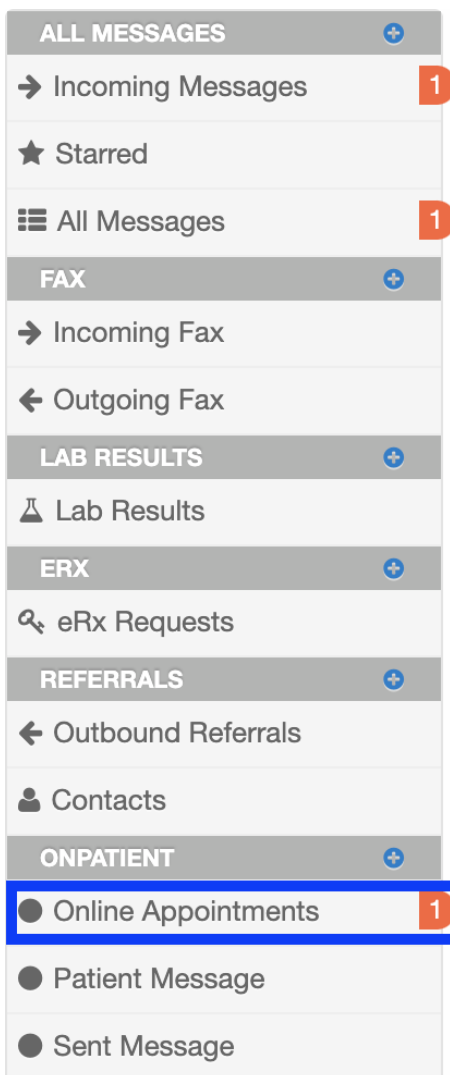 ALL MESSAGES
Incoming Messages 1
Starred
All Messages 1
FAX
Incoming Fax
Outgoing Fax
LAB RESULTS
Lab Results
ERX
eRx Requests
REFERRALS
Outbound Referrals
Contacts
ONPATIENT
Online Appointments 1
Patient Message
Sent Message